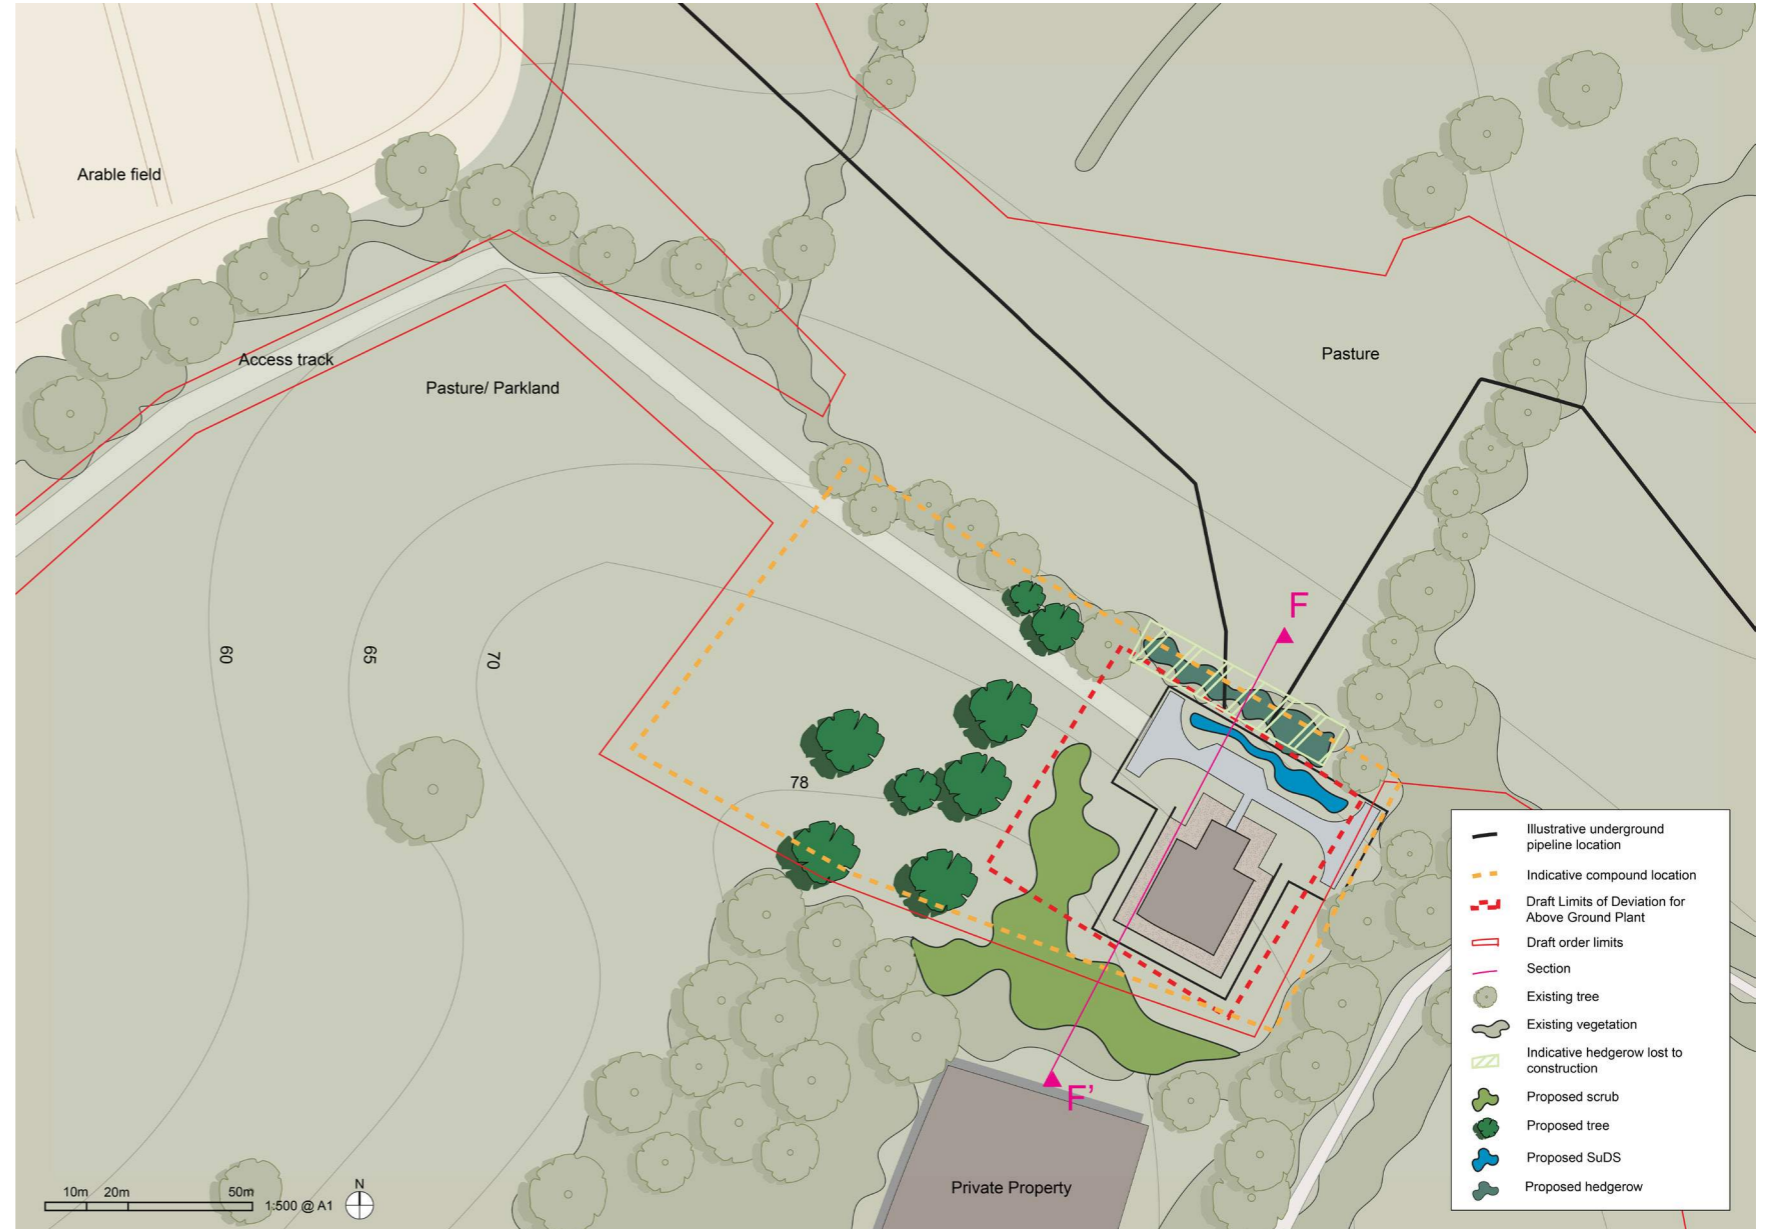 Arable field
Access track
Pasture/ Parkland
Pasture
60
65
70
78
F
F'
Private Property
10m 20m 50m
1:500 @ A1
N
Illustrative underground
pipeline location
Indicative compound location
Draft Limits of Deviation for
Above Ground Plant
Draft order limits
Section
Existing tree
Existing vegetation
Indicative hedgerow lost to
construction
Proposed scrub
Proposed tree
Proposed SuDS
Proposed hedgerow